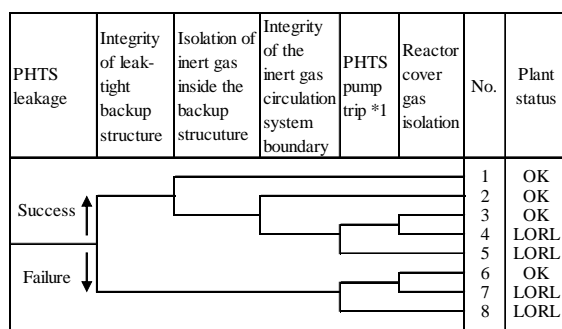 PHTS
leakage
Integrity
of leak-
tight
backup
structure
Isolation of
inert gas
inside the
backup
strucuture
Integrity
of the
inert gas
circulation
system
boundary
PHTS
pump
trip *1
Reactor
cover
gas
isolation
No.
Plant
status
Success
Failure
1 OK
2 OK
3 OK
4 LORL
5 LORL
6 OK
7 LORL
8 LORL